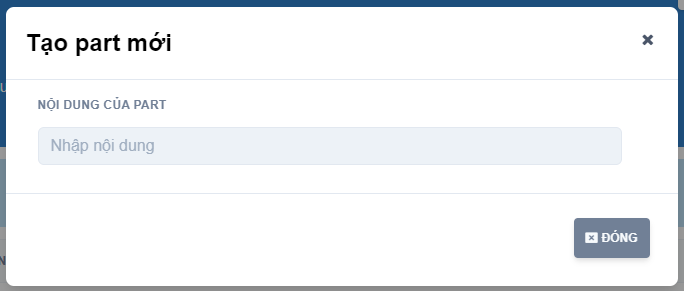 Tạo part mới
NỘI DUNG CỦA PART
Nhập nội dung
ĐÓNG